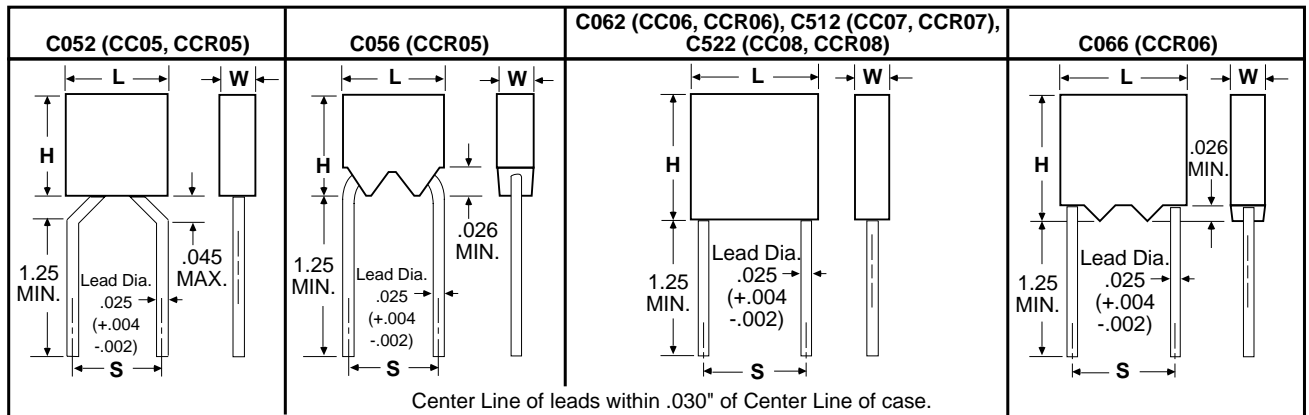 C052 (CC05, CCR05)
C056 (CCR05)
C062 (CC06, CCR06), C512 (CC07, CCR07),
C522 (CC08, CCR08)
C066 (CCR06)
L
W
H
1.25
MIN.
Lead Dia.
.025
(+.004
-.002)
.045
MAX.
S
L
W
H
1.25
MIN.
Lead Dia.
.025
(+.004
-.002)
.026
MIN.
S
L
W
H
1.25
MIN.
Lead Dia.
.025
(+.004
-.002)
S
L
W
H
.026
MIN.
1.25
MIN.
Lead Dia.
.025
(+.004
-.002)
S
Center Line of leads within .030" of Center Line of case.